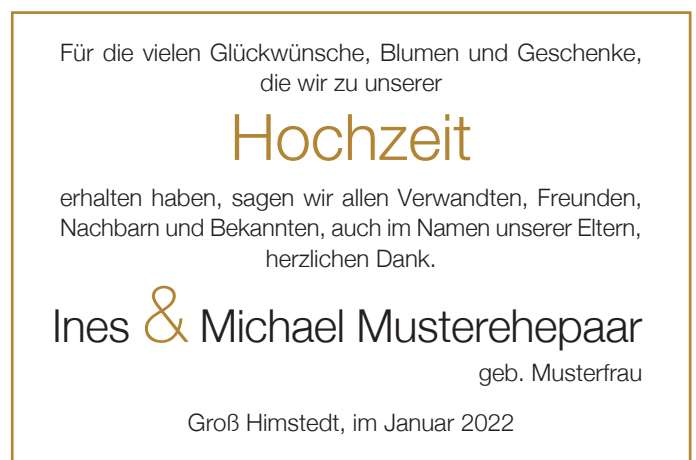 Für die vielen Glückwünsche, Blumen und Geschenke,
die wir zu unserer
Hochzeit
erhalten haben, sagen wir allen Verwandten, Freunden,
Nachbarn und Bekannten, auch im Namen unserer Eltern,
herzlichen Dank.
Ines & Michael Musterehepaar
geb. Musterfrau
Groß Himstedt, im Januar 2022